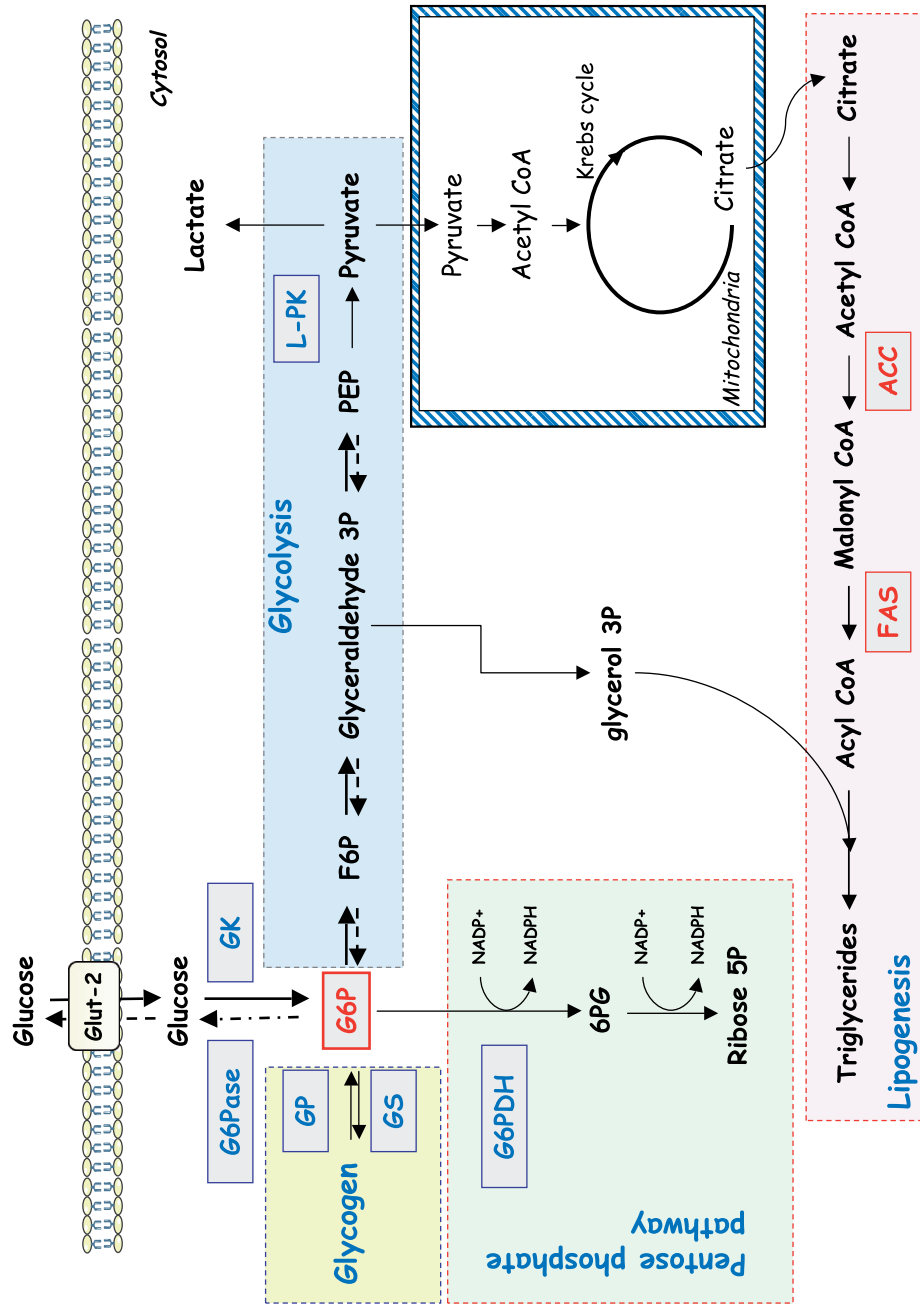 Glucose
Glut-2
Glucose
Cytosol
G6Pase
GK
Lactate
GP
GS
Glycogen
G6P
Glycolysis
L-PK
F6P
Glyceraldehyde 3P
PEP
Pyruvate
Pentose phosphate
pathway
G6PDH
NADP+
NADPH
6PG
NADP+
NADPH
Ribose 5P
glycerol 3P
Pyruvate
Acetyl CoA
Krebs cycle
Citrate
Mitochondria
Triglycerides
Acyl CoA
Malonyl CoA
Acetyl CoA
Citrate
FAS
ACC
Lipogenesis